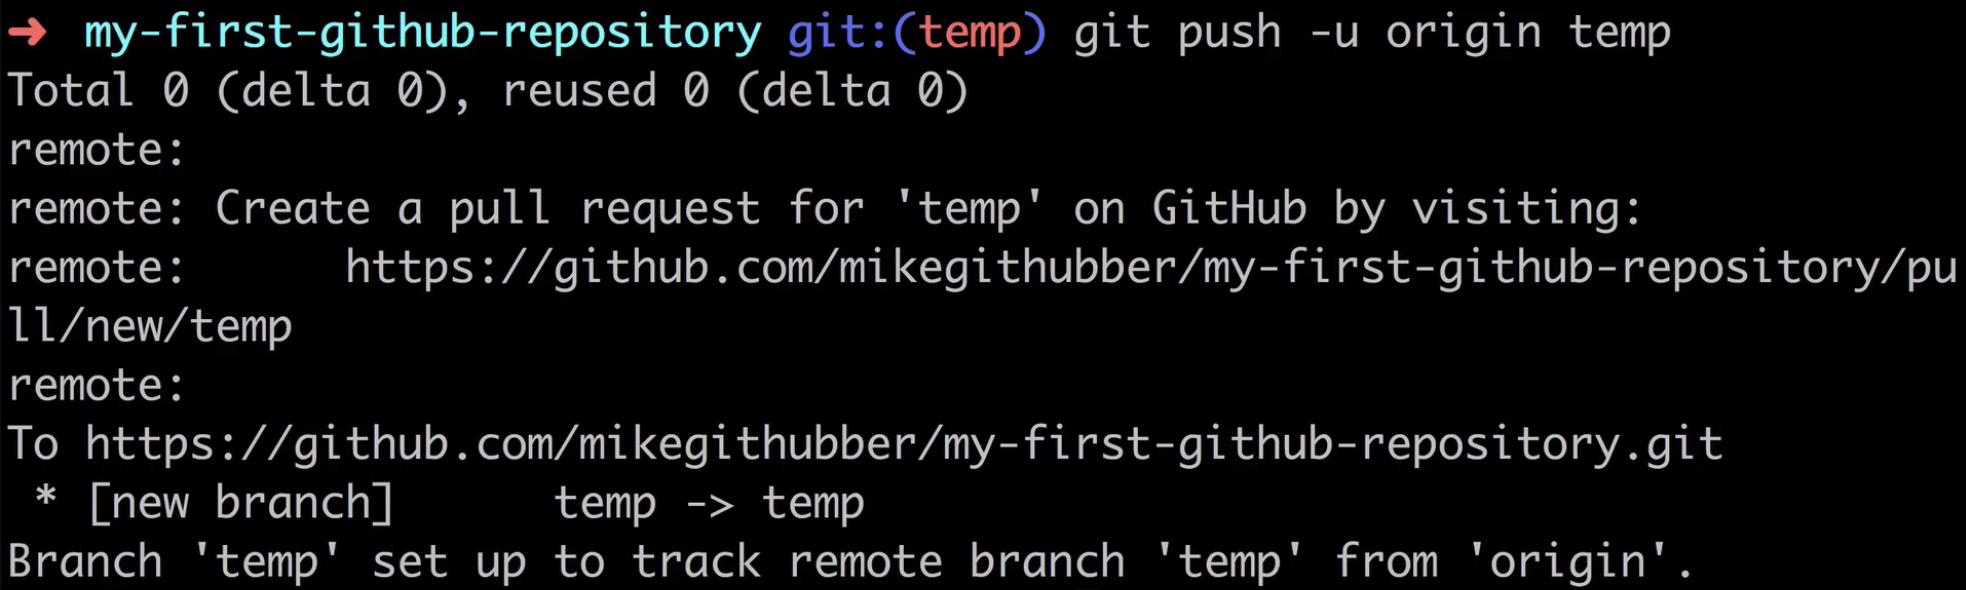 ➜  my-first-github-repository git:(temp) git push -u origin temp
Total 0 (delta 0), reused 0 (delta 0)
remote:
remote: Create a pull request for 'temp' on GitHub by visiting:
remote:      https://github.com/mikegithubber/my-first-github-repository/pu
ll/new/temp
remote:
To https://github.com/mikegithubber/my-first-github-repository.git
 * [new branch]      temp -> temp
Branch 'temp' set up to track remote branch 'temp' from 'origin'.